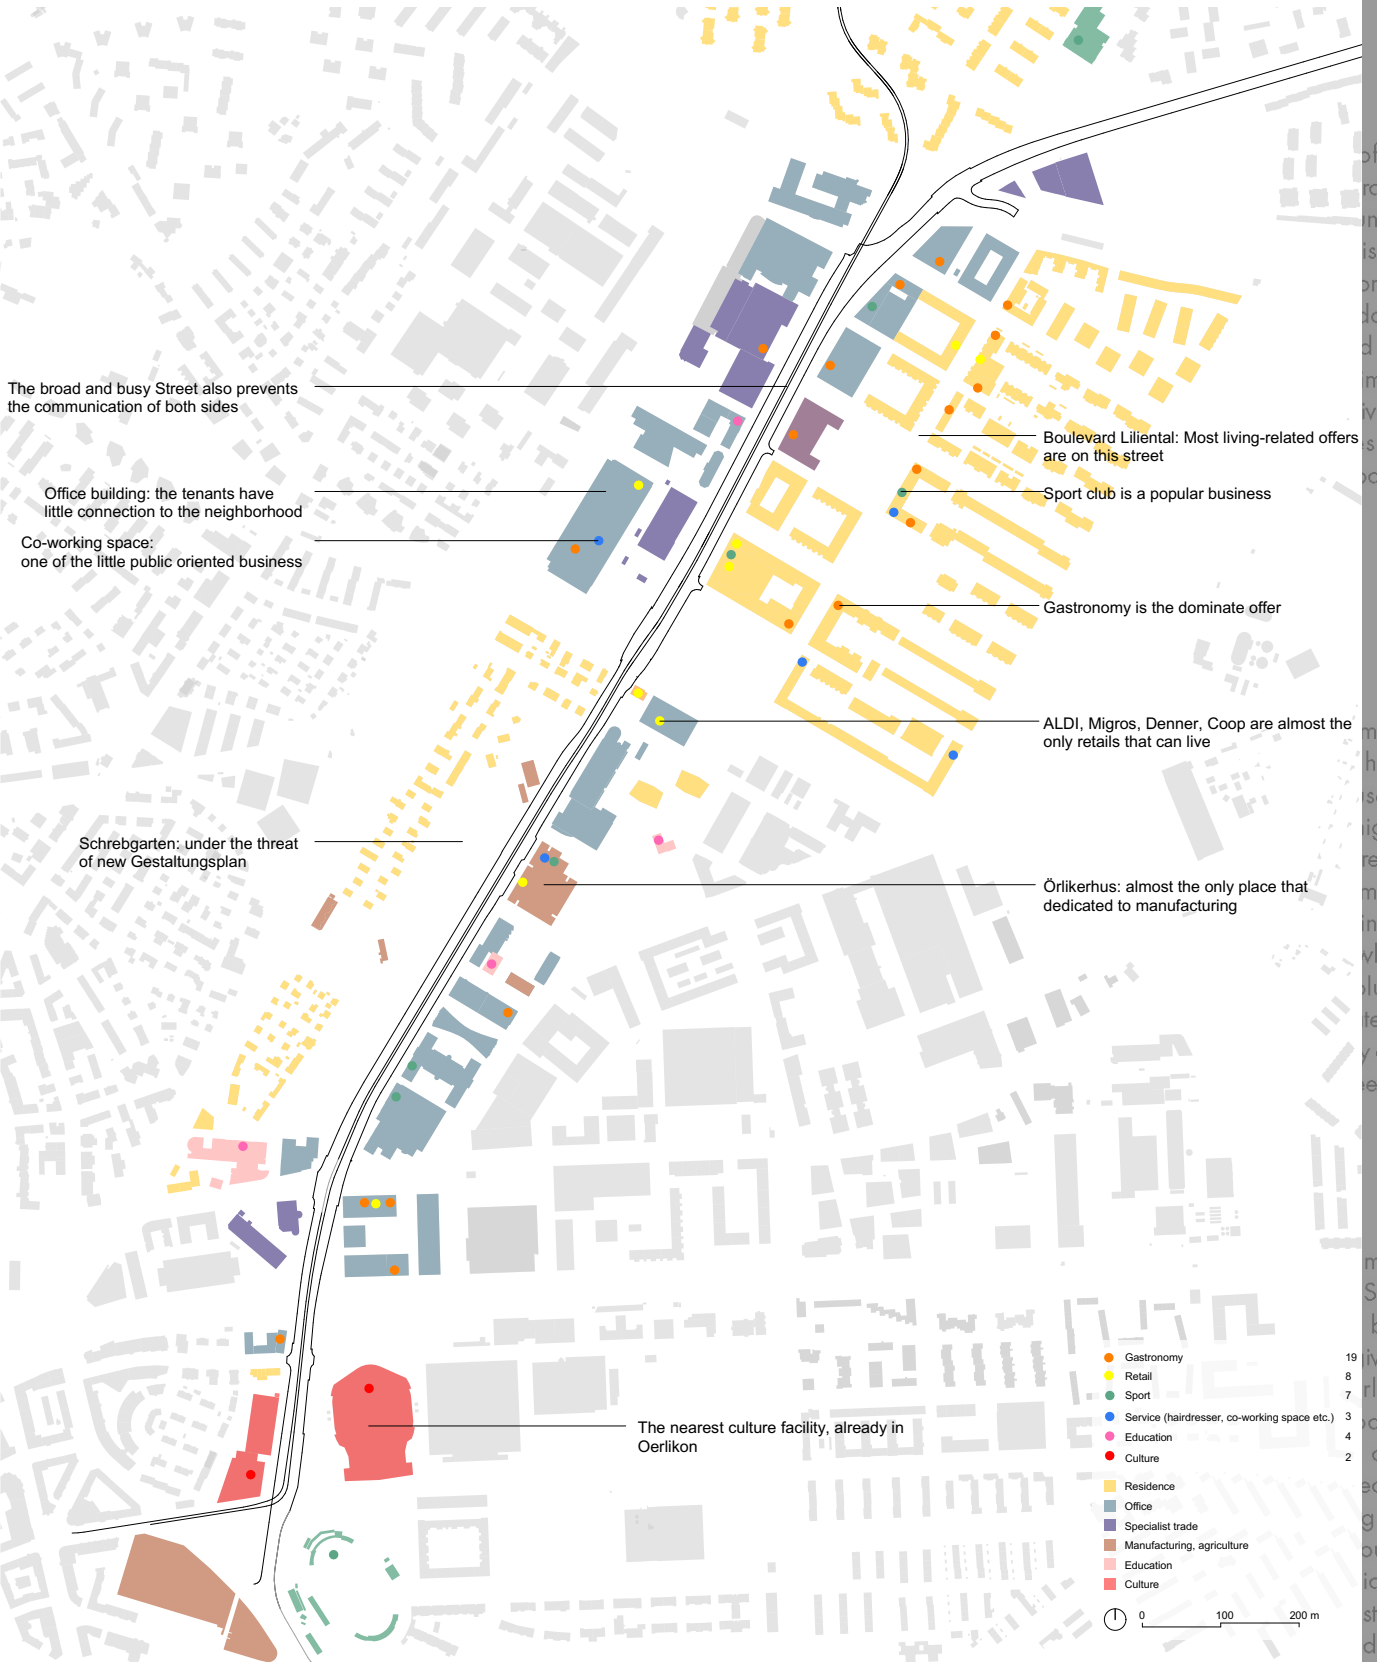 The broad and busy Street also prevents
the communication of both sides
Boulevard Liliental: Most living-related offers
are on this street
Office building: the tenants have
little connection to the neighborhood
Sport club is a popular business
Co-working space:
one of the little public oriented business
Gastronomy is the dominate offer
ALDI, Migros, Denner, Coop are almost the
only retails that can live
Schrebgarten: under the threat
of new Gestaltungsplan
Örlikerhus: almost the only place that
dedicated to manufacturing
The nearest culture facility, already in
Oerlikon
Gastronomy 19
Retail 8
Sport 7
Service (hairdresser, co-working space etc.) 3
Education 4
Culture 2
Residence
Office
Specialist trade
Manufacturing, agriculture
Education
Culture
0 100 200 m